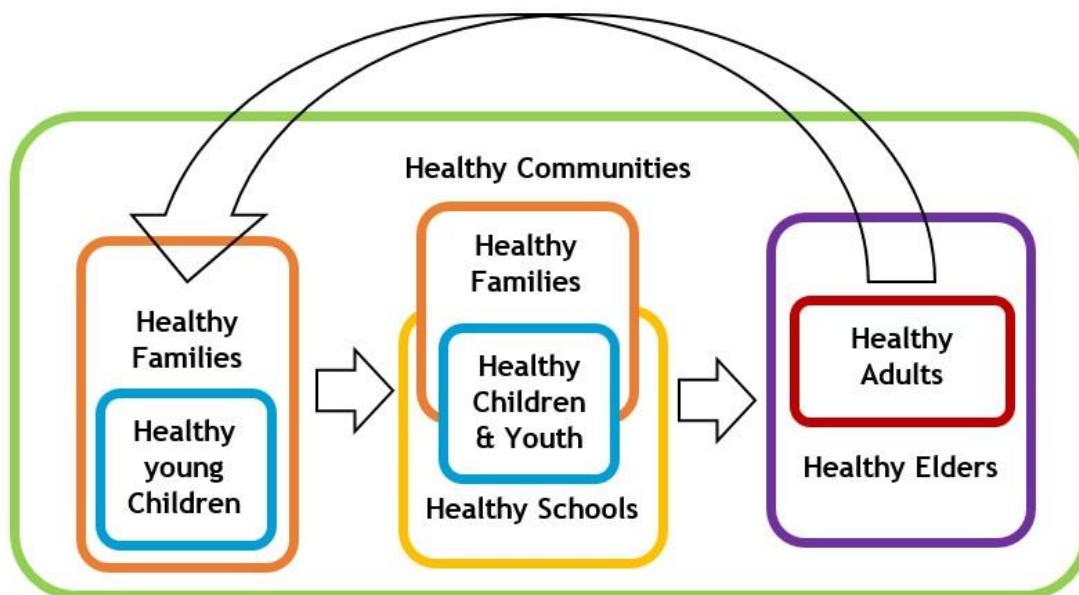 Healthy Communities
Healthy
Families
Healthy
young
Children
Healthy
Families
Healthy
Children
& Youth
Healthy Schools
Healthy
Adults
Healthy Elders